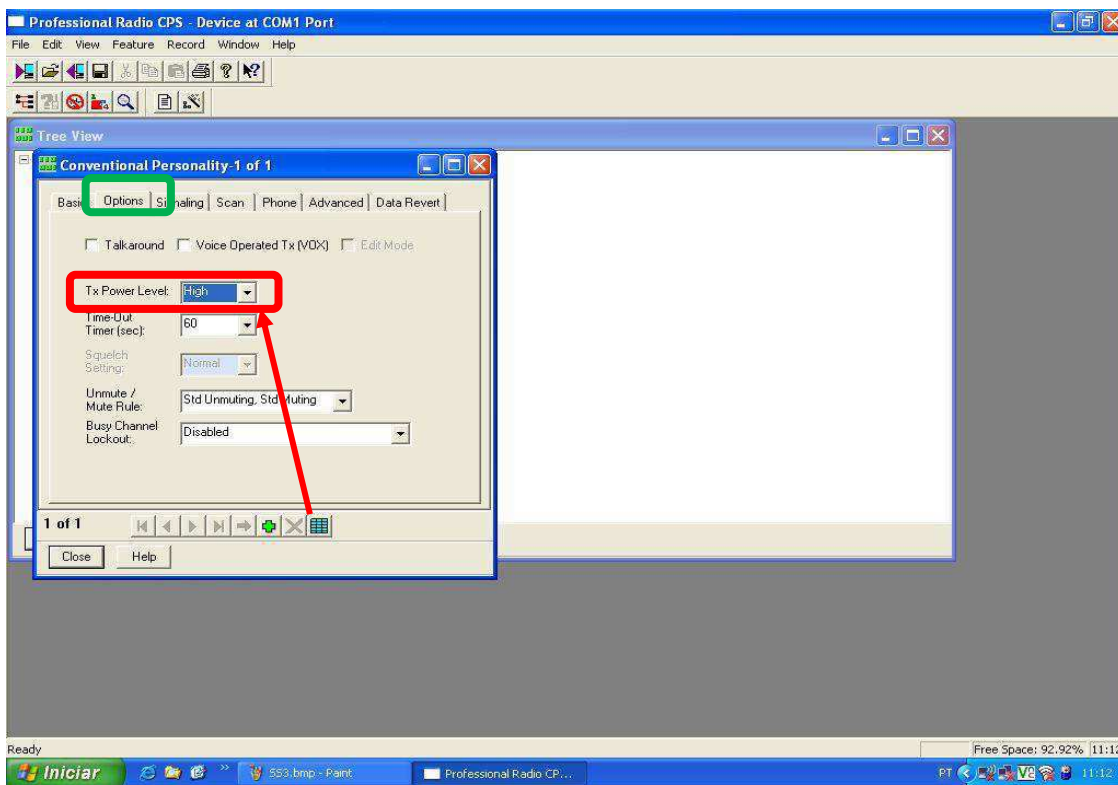 Professional Radio CPS - Device at COM1 Port
File Edit View Feature Record Window Help
Tree View
Conventional Personality-1 of 1
Basic Options Signaling Scan Phone Advanced Data Revert
Talkaround Voice Operated Tx (VOX) Edit Mode
Tx Power Level: High
Time-Out
Timer (sec): 60
Squelch
Setting: Normal
Unmute /
Mute Rule: Std Unmuting, Std Muting
Busy Channel
Lockout: Disabled
1 of 1
Close Help
Ready Free Space: 92.92% 11:12
Iniciar SS3.bmp - Paint Professional Radio CP... PT V2 11:12